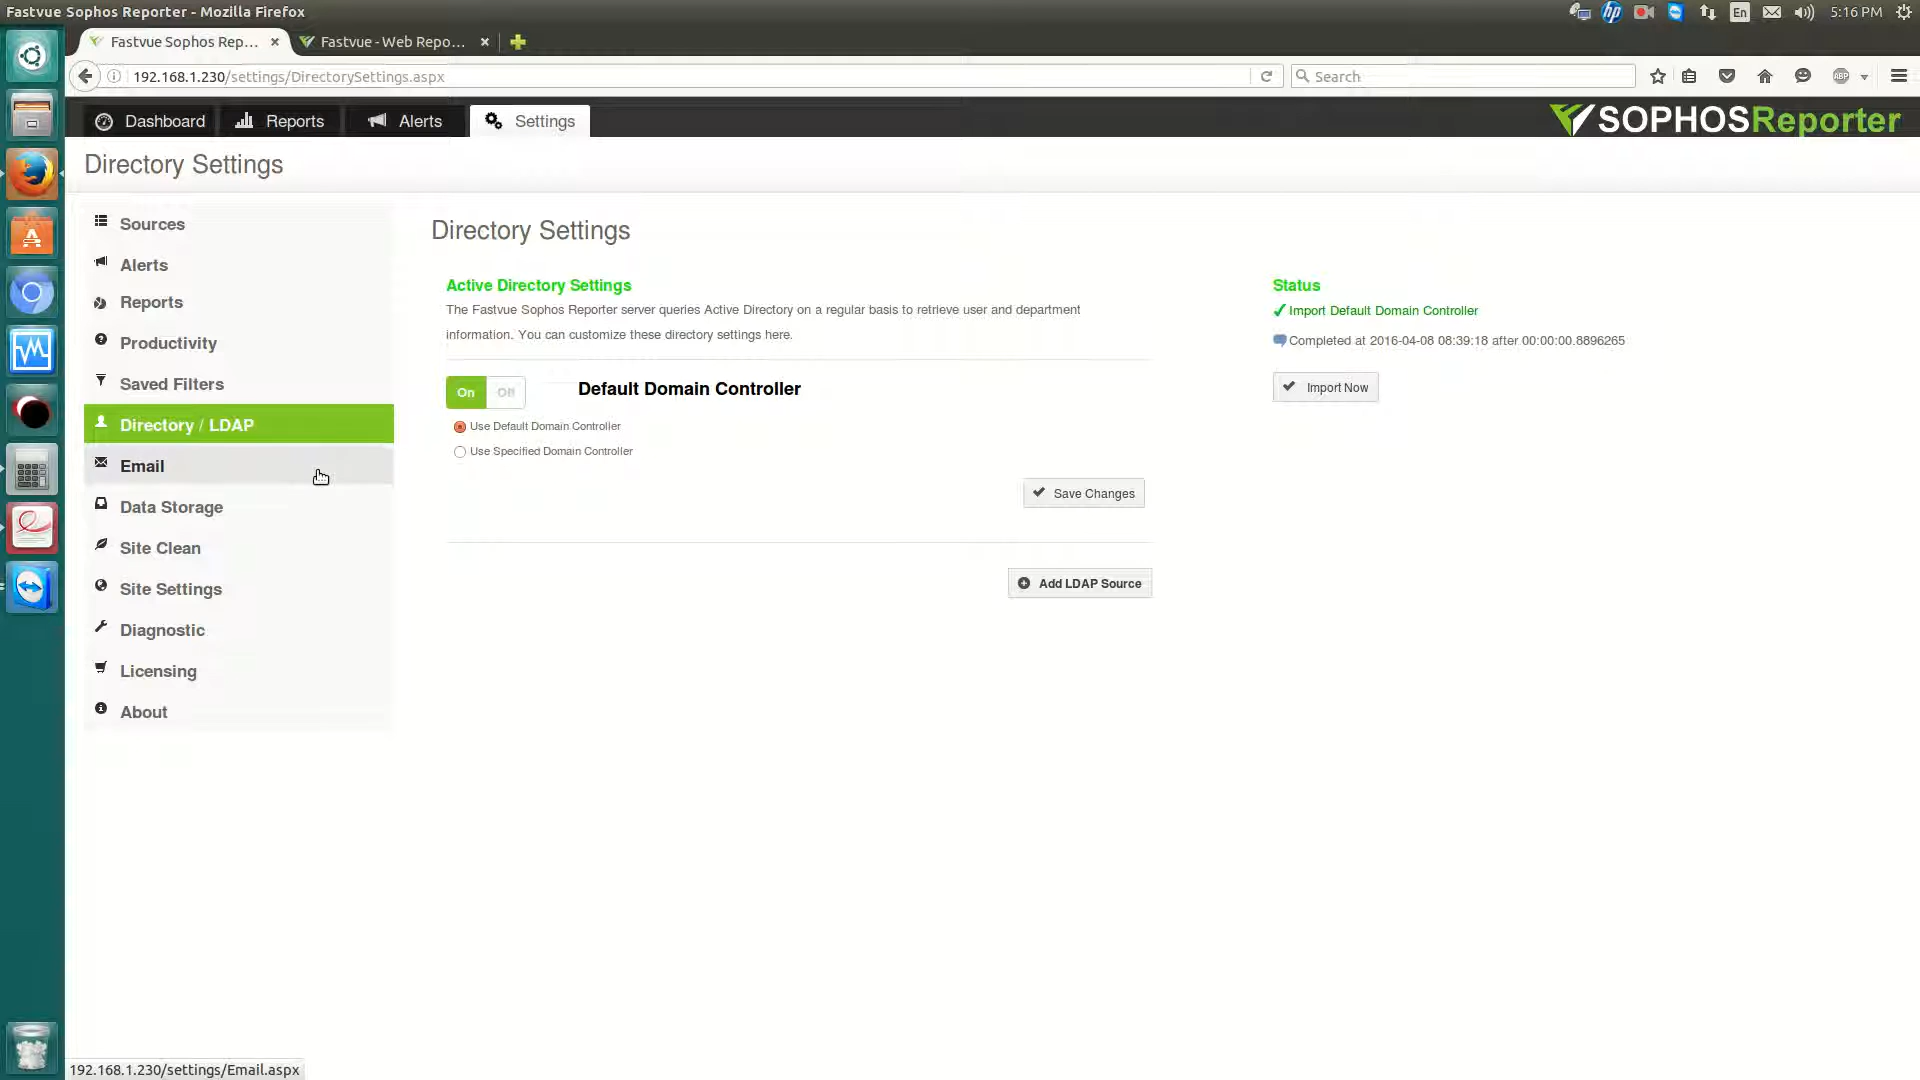 Fastvue Sophos Reporter - Mozilla Firefox
En
5:16 PM
Fastvue Sophos Rep...
Fastvue - Web Repo...
192.168.1.230/settings/DirectorySettings.aspx
Search
ABP
Dashboard
Reports
Alerts
Settings
SOPHOSReporter
Directory Settings
Sources
Alerts
Reports
Productivity
Saved Filters
Directory / LDAP
Email
Data Storage
Site Clean
Site Settings
Diagnostic
Licensing
About
Directory Settings
Active Directory Settings
The Fastvue Sophos Reporter server queries Active Directory on a regular basis to retrieve user and department
information. You can customize these directory settings here.
On
Off
Default Domain Controller
Use Default Domain Controller
Use Specified Domain Controller
Save Changes
Add LDAP Source
Status
Import Default Domain Controller
Completed at 2016-04-08 08:39:18 after 00:00:00.8896265
Import Now
192.168.1.230/settings/Email.aspx